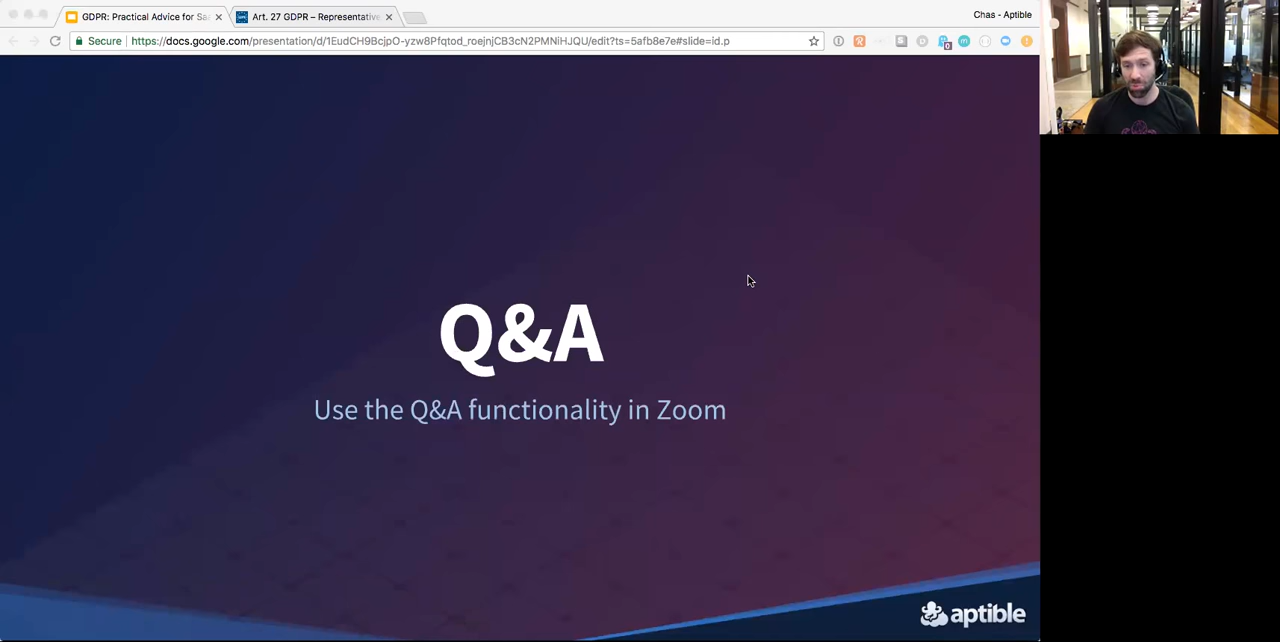 GDPR: Practical Advice for Sa
Art. 27 GDPR – Representative
Chas - Aptible
Secure
https://docs.google.com/presentation/d/1EudCH9BcjpO-yzw8Pfqtod_roejnjCB3cN2PMNiHJQU/edit?ts=5afb8e7e#slide=id.p
Q&A
Use the Q&A functionality in Zoom
aptible